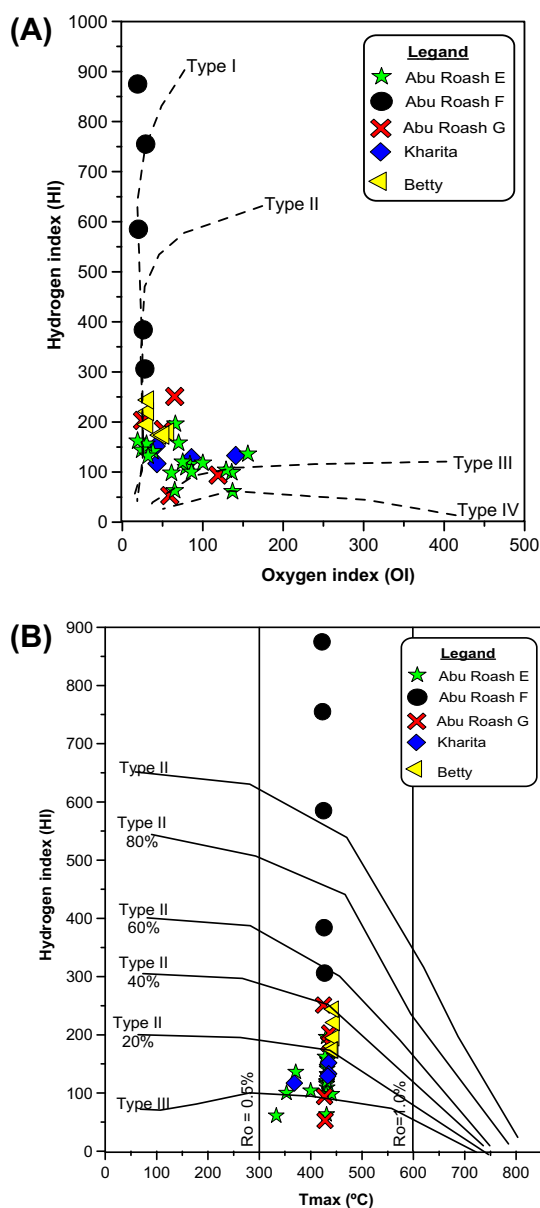 (A)
1000
900
800
700
600
500
400
300
200
100
0
Hydrogen index (HI)
Type I
Type II
Type III
Type IV
Legand
Abu Roash E
Abu Roash F
Abu Roash G
Kharita
Betty
0 100 200 300 400 500
Oxygen index (OI)
(B)
900
800
700
600
500
400
300
200
100
0
Hydrogen index (HI)
Type II
Type II
80%
Type II
60%
Type II
40%
Type II
20%
Type III
Ro = 0.5%
Ro=1.0%
Legand
Abu Roash E
Abu Roash F
Abu Roash G
Kharita
Betty
0 100 200 300 400 500 600 700 800
Tmax (ºC)